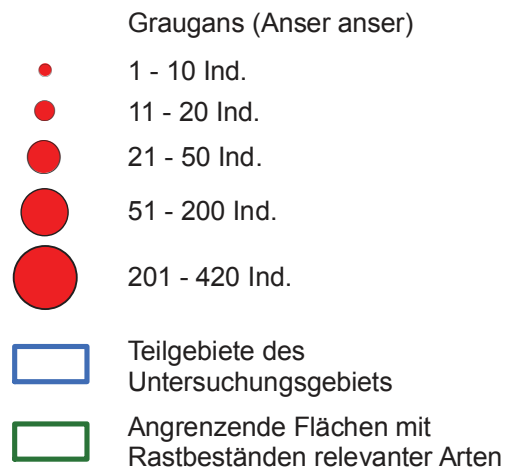 Graugans (Anser anser)
1 - 10 Ind.
11 - 20 Ind.
21 - 50 Ind.
51 - 200 Ind.
201 - 420 Ind.
Teilgebiete des
Untersuchungsgebiets
Angrenzende Flächen mit
Rastbeständen relevanter Arten